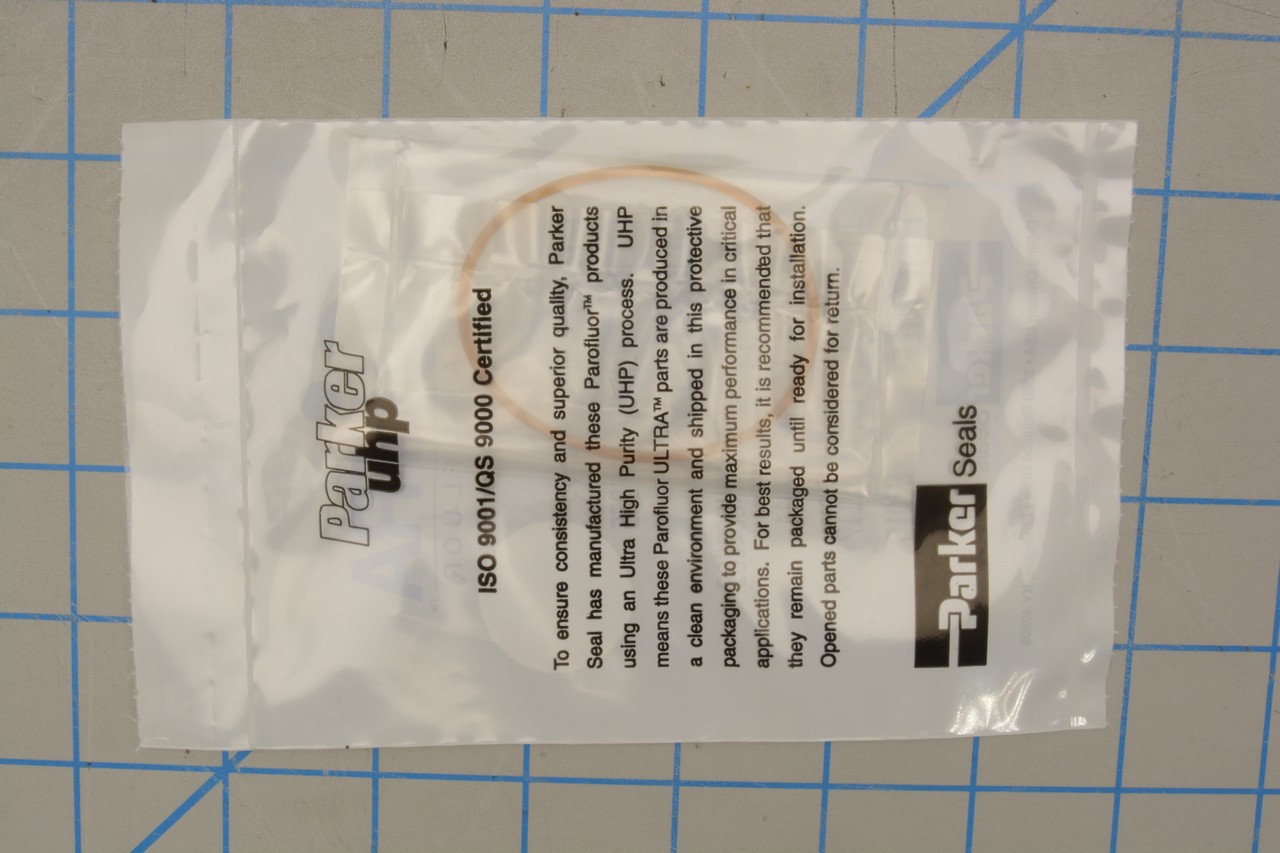 Parker
uhp
ISO 9001/QS 9000 Certified
To ensure consistency and superior quality, Parker
Seal has manufactured these Parofluor™ products
using an Ultra High Purity (UHP) process. UHP
means these Parofluor ULTRA™ parts are produced in
a clean environment and shipped in this protective
packaging to provide maximum performance in critical
applications. For best results, it is recommended that
they remain packaged until ready for installation.
Opened parts cannot be considered for return.
Parker Seals